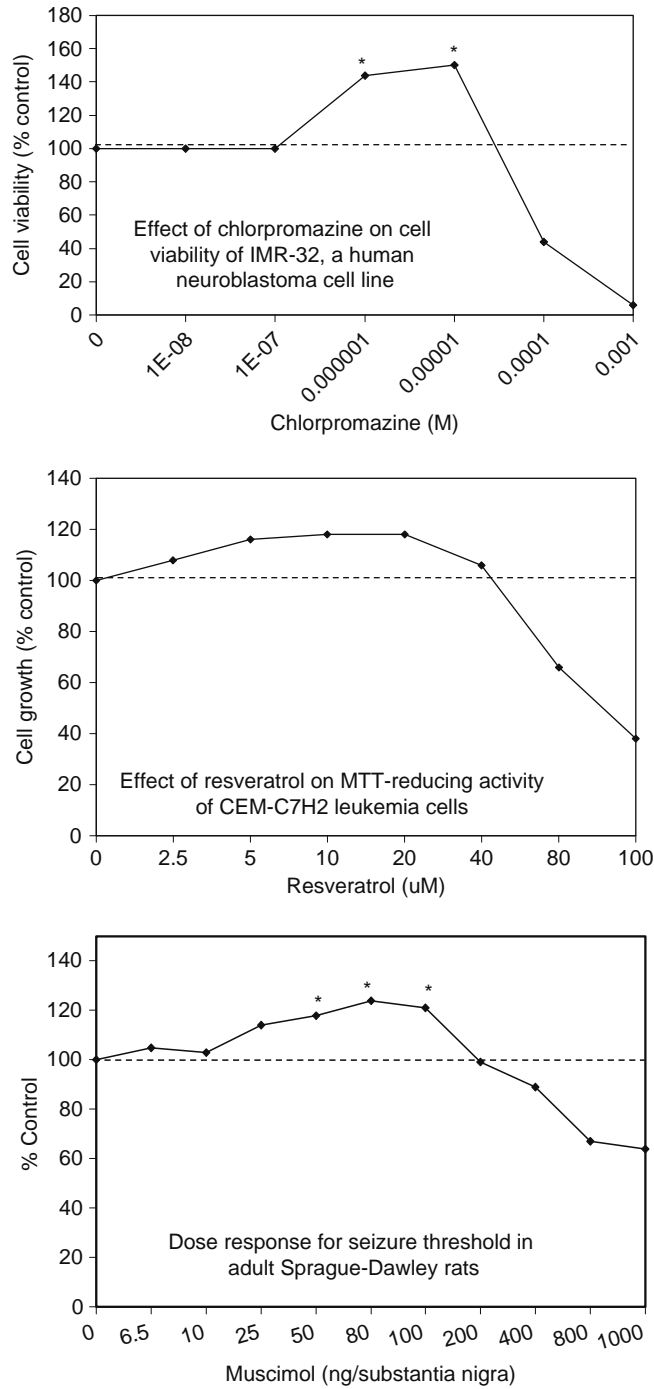 180
160
140
120
100
80
60
40
20
0
Cell viability (% control)
* *
Effect of chlorpromazine on cell
viability of IMR-32, a human
neuroblastoma cell line
0 1E-08 1E-07 0.000001 0.00001 0.0001 0.001
Chlorpromazine (M)
140
120
100
80
60
40
20
0
Cell growth (% control)
Effect of resveratrol on MTT-reducing activity
of CEM-C7H2 leukemia cells
0 2.5 5 10 20 40 80 100
Resveratrol (uM)
140
120
100
80
60
40
20
0
% Control
* * *
Dose response for seizure threshold in
adult Sprague-Dawley rats
0 6.5 10 25 50 80 100 200 400 800 1000
Muscimol (ng/substantia nigra)